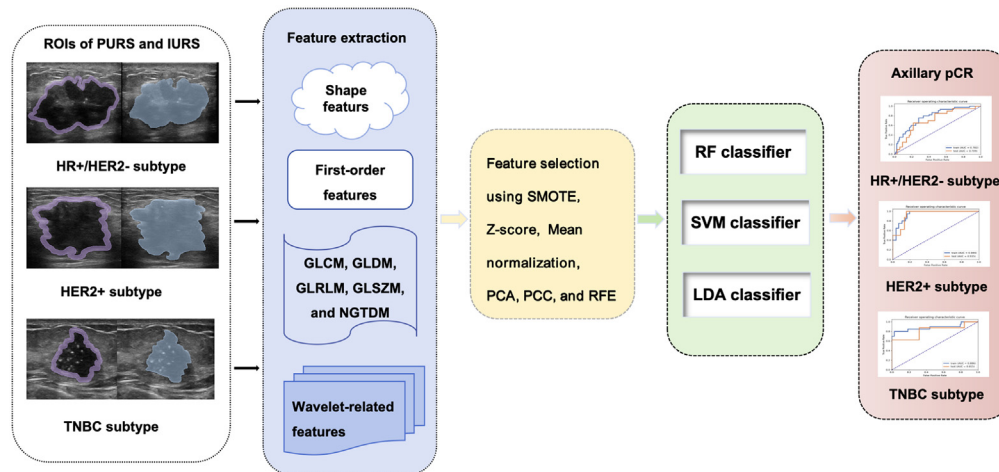 ROIs of PURS and IURS
HR+/HER2- subtype
HER2+ subtype
TNBC subtype
Feature extraction
Shape
featurs
First-order
features
GLCM, GLDM,
GLRLM, GLSZM,
and NGTDM
Wavelet-related
features
Feature selection
using SMOTE,
Z-score, Mean
normalization,
PCA, PCC, and RFE
RF classifier
SVM classifier
LDA classifier
Axillary pCR
Receiver operating characteristic curve
HR+/HER2- subtype
Receiver operating characteristic curve
HER2+ subtype
Receiver operating characteristic curve
TNBC subtype